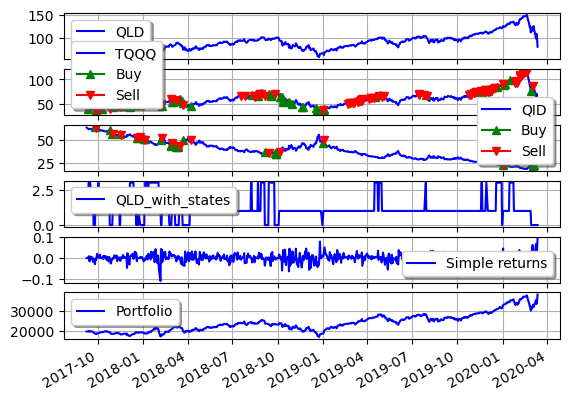 150
100
QLD
TQQQ
Buy
Sell
100
50
QID
Buy
Sell
50
25
2.5
0.0
QLD_with_states
0.1
0.0
−0.1
Simple returns
30000
20000
Portfolio
2017-10
2018-01
2018-04
2018-07
2018-10
2019-01
2019-04
2019-07
2019-10
2020-01
2020-04